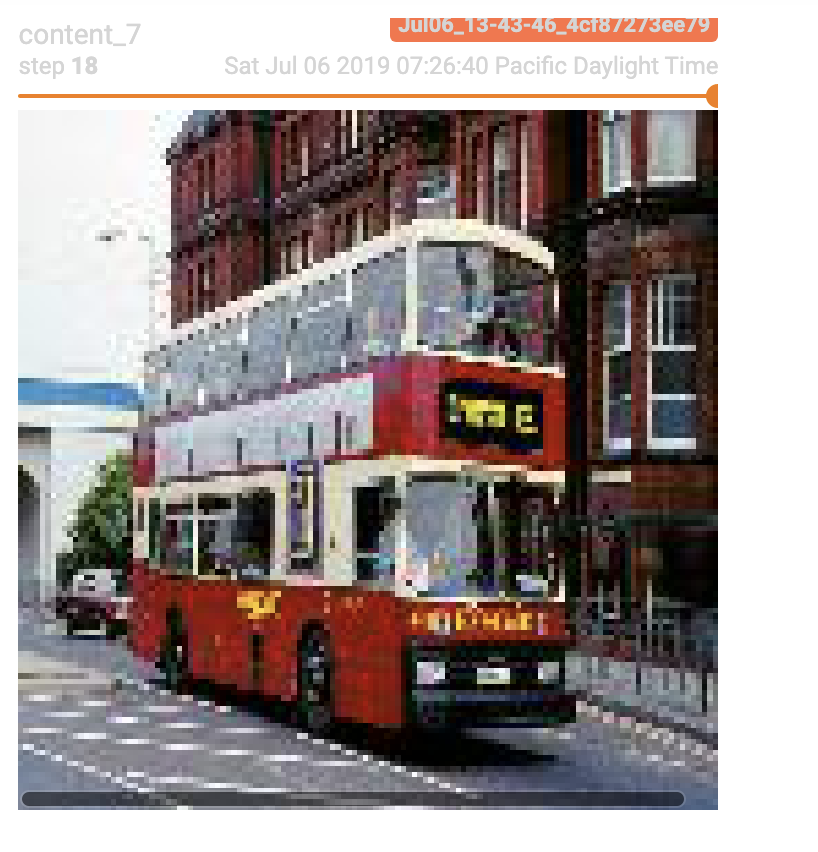 content_7
Jul06_13-43-46_4cf87273ee79
step 18
Sat Jul 06 2019 07:26:40 Pacific Daylight Time